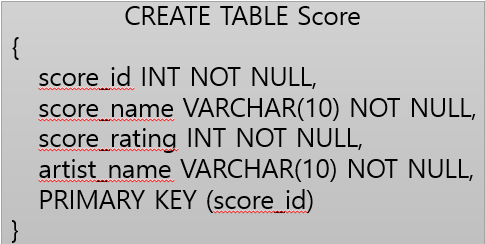 CREATE TABLE Score
{
score_id INT NOT NULL,
score_name VARCHAR(10) NOT NULL,
score_rating INT NOT NULL,
artist_name VARCHAR(10) NOT NULL,
PRIMARY KEY (score_id)
}